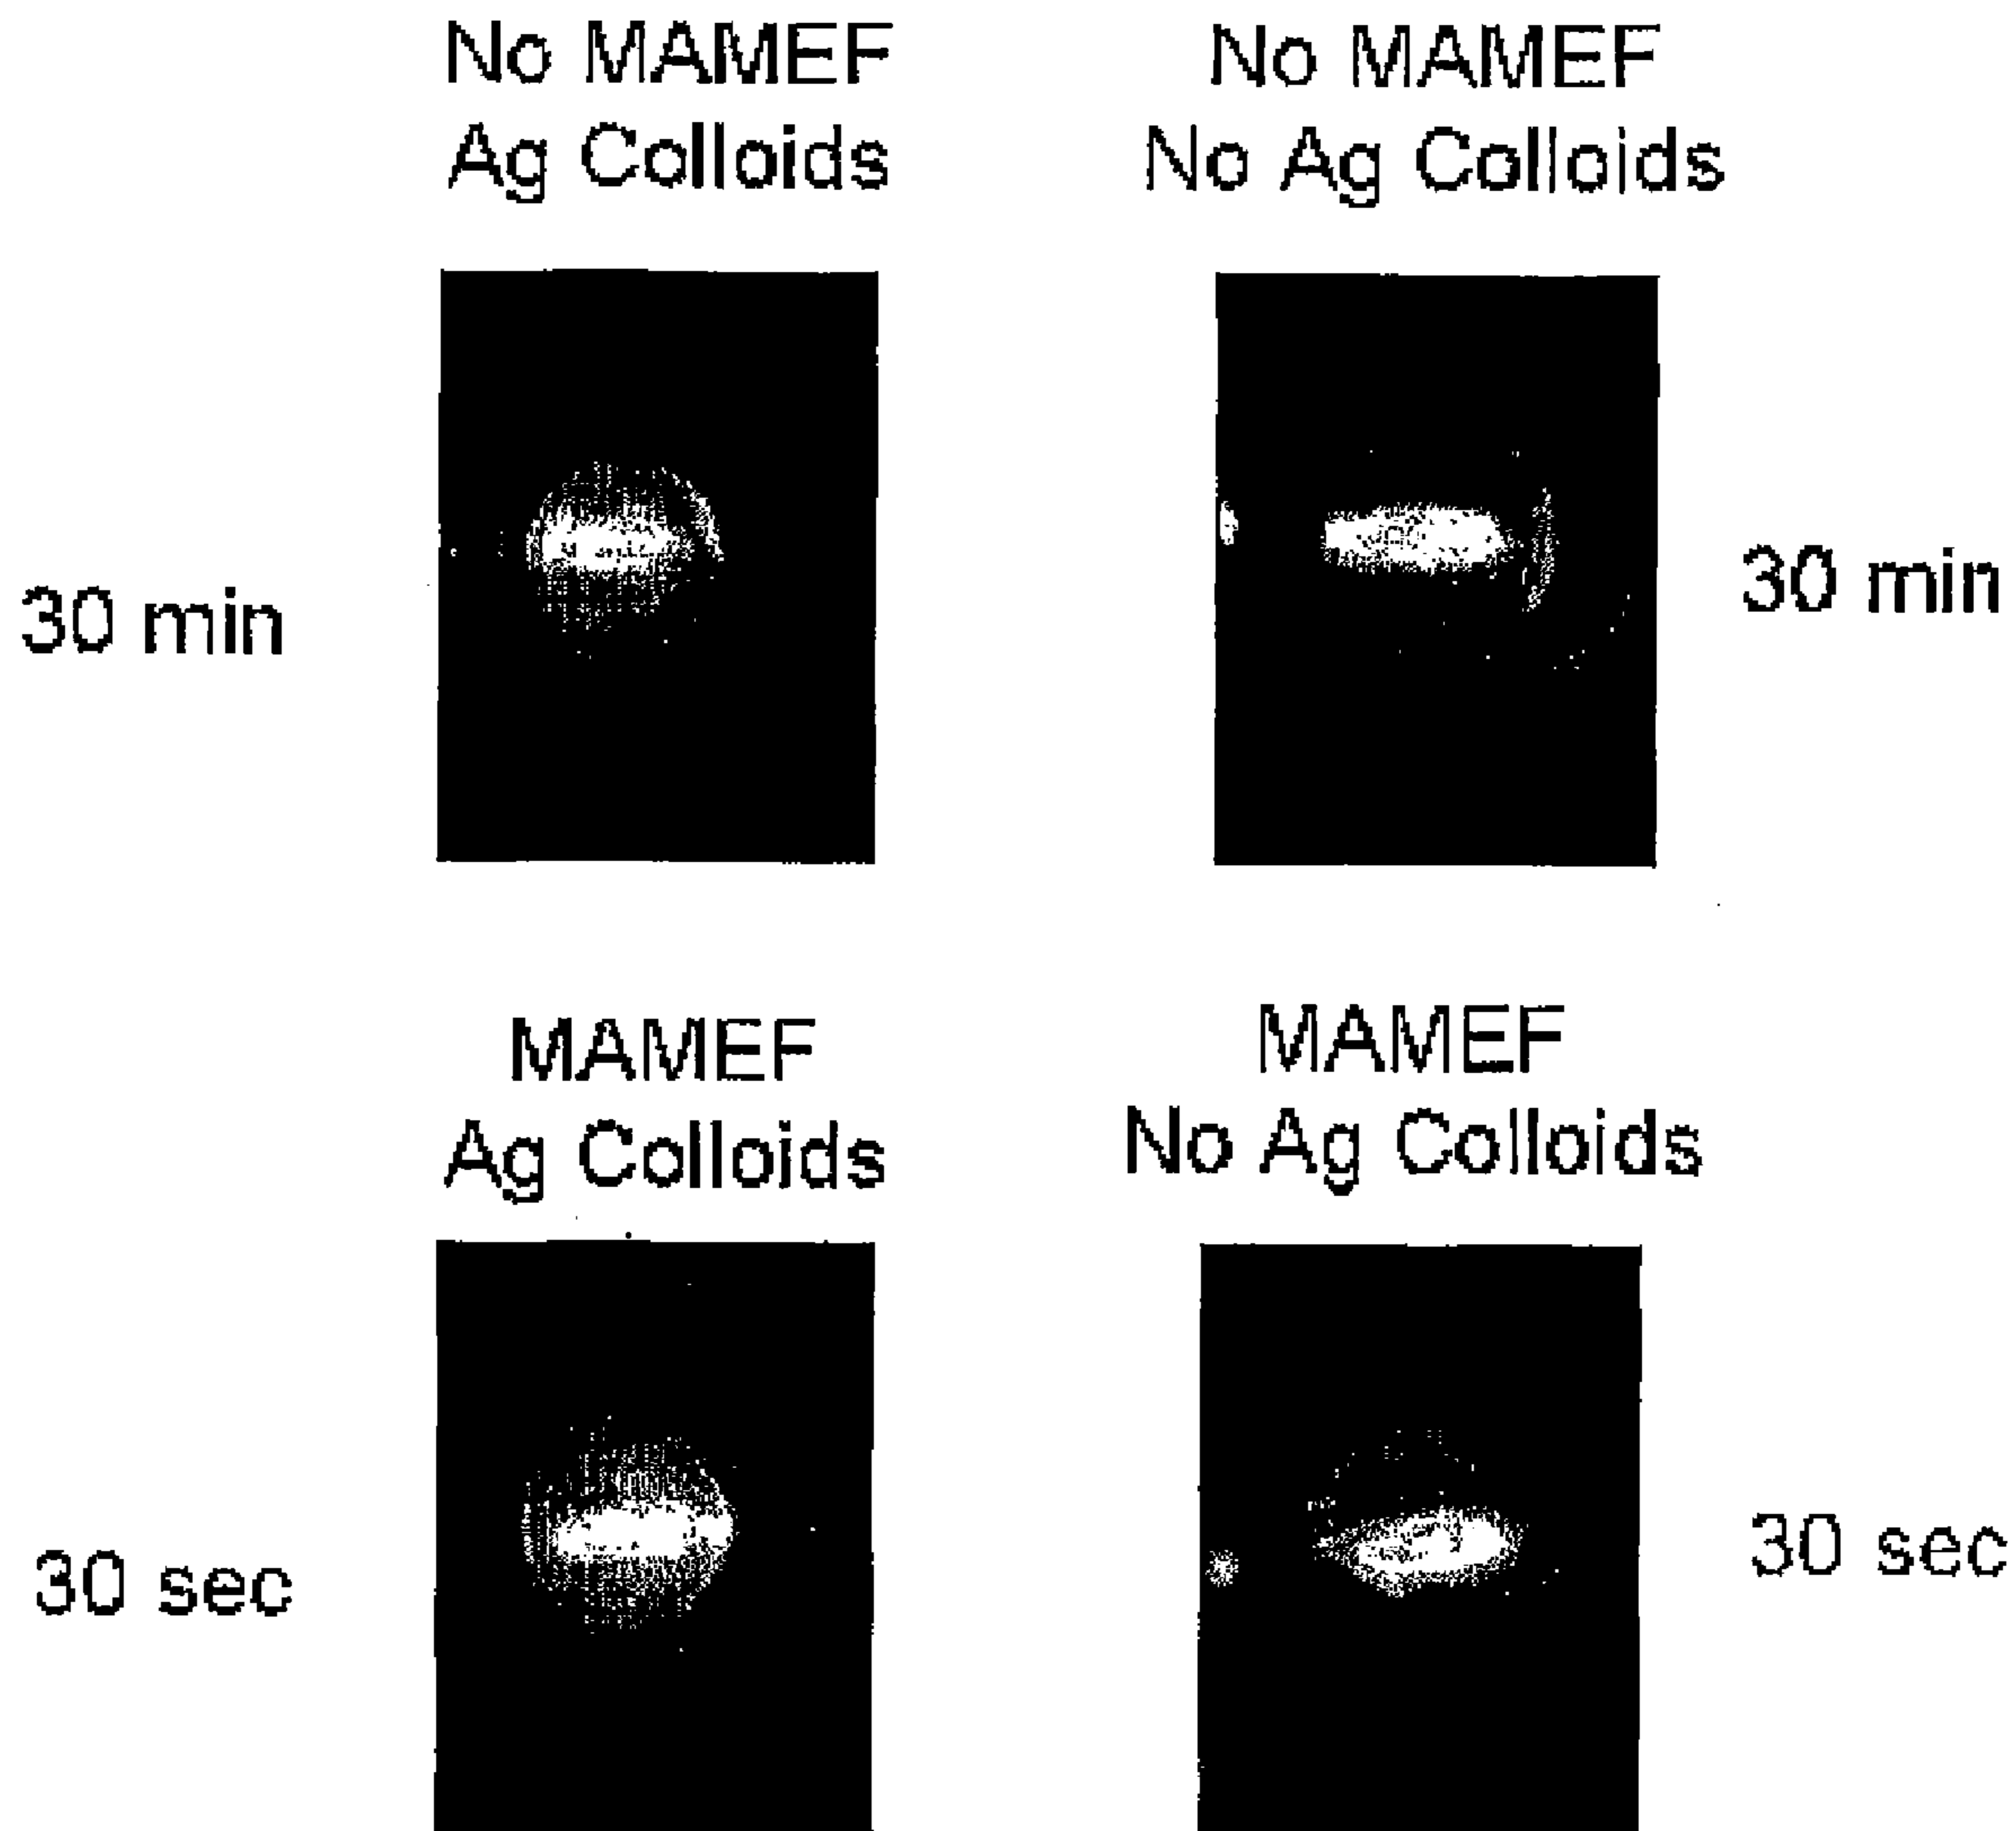 No MAMEF
Ag Colloids
No MAMEF
No Ag Colloids
30 min
30 min
MAMEF
Ag Colloids
MAMEF
No Ag Colloids
30 sec
30 sec